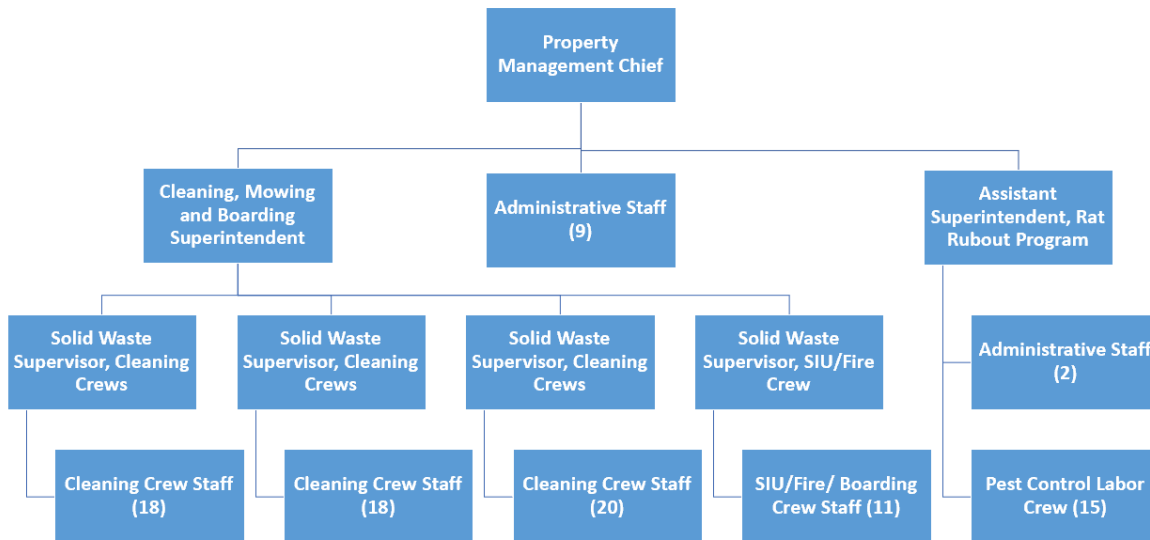 Property
Management Chief
Cleaning, Mowing
and Boarding
Superintendent
Administrative Staff
(9)
Assistant
Superintendent, Rat
Rubout Program
Solid Waste
Supervisor, Cleaning
Crews
Solid Waste
Supervisor, Cleaning
Crews
Solid Waste
Supervisor, Cleaning
Crews
Solid Waste
Supervisor, SIU/Fire
Crew
Administrative Staff
(2)
Cleaning Crew Staff
(18)
Cleaning Crew Staff
(18)
Cleaning Crew Staff
(20)
SIU/Fire/ Boarding
Crew Staff (11)
Pest Control Labor
Crew (15)